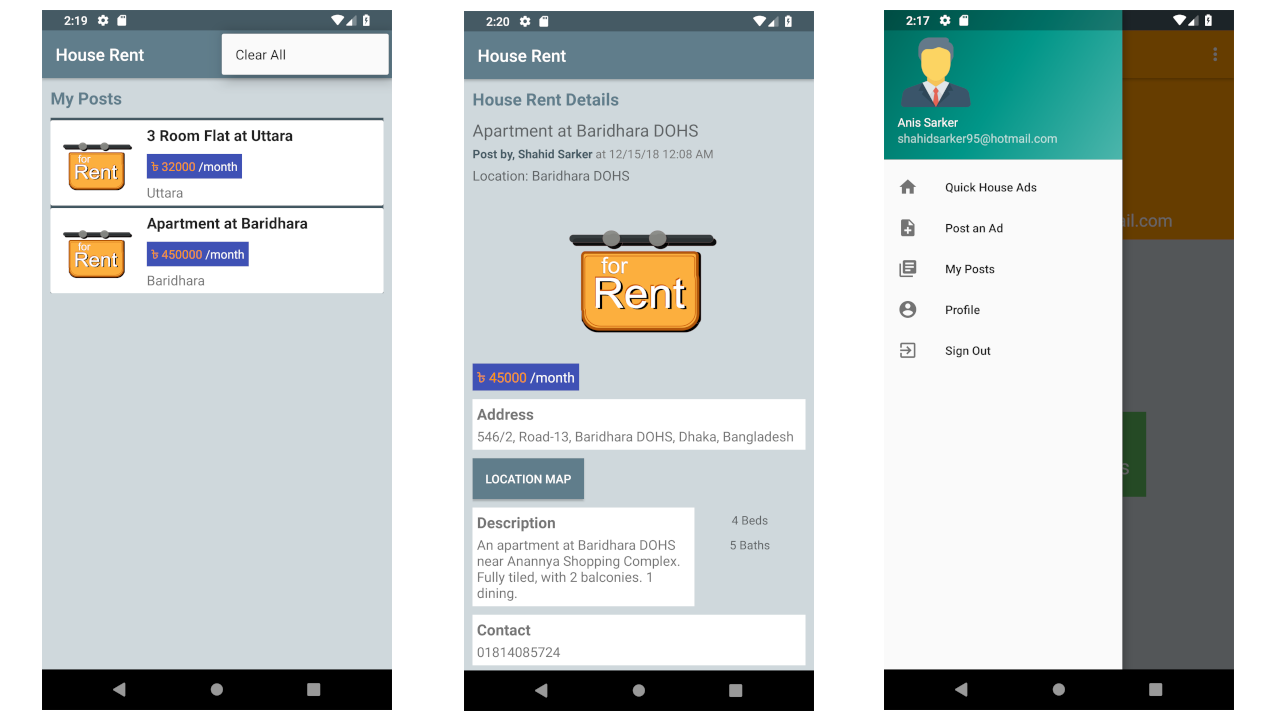 2:19
House Rent
Clear All
My Posts
for
Rent
3 Room Flat at Uttara
৳ 32000 /month
Uttara
for
Rent
Apartment at Baridhara
৳ 450000 /month
Baridhara
2:20
House Rent
House Rent Details
Apartment at Baridhara DOHS
Post by, Shahid Sarker at 12/15/18 12:08 AM
Location: Baridhara DOHS
for
Rent
৳ 45000 /month
Address
546/2, Road-13, Baridhara DOHS, Dhaka, Bangladesh
LOCATION MAP
Description
An apartment at Baridhara DOHS
near Anannya Shopping Complex.
Fully tiled, with 2 balconies. 1
dining.
4 Beds
5 Baths
Contact
01814085724
2:17
Anis Sarker
shahidsarker95@hotmail.com
Quick House Ads
Post an Ad
My Posts
Profile
Sign Out
ail.com
s